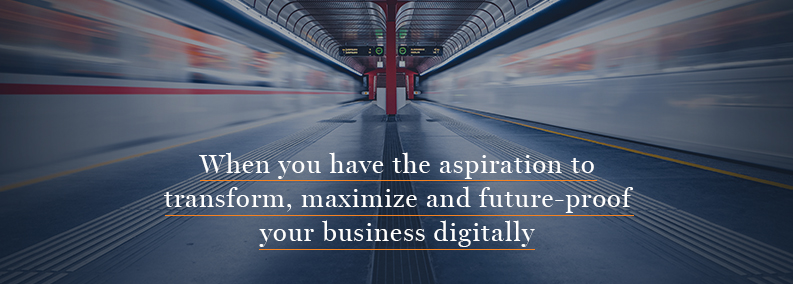 When you have the aspiration to
transform, maximize and future-proof
your business digitally